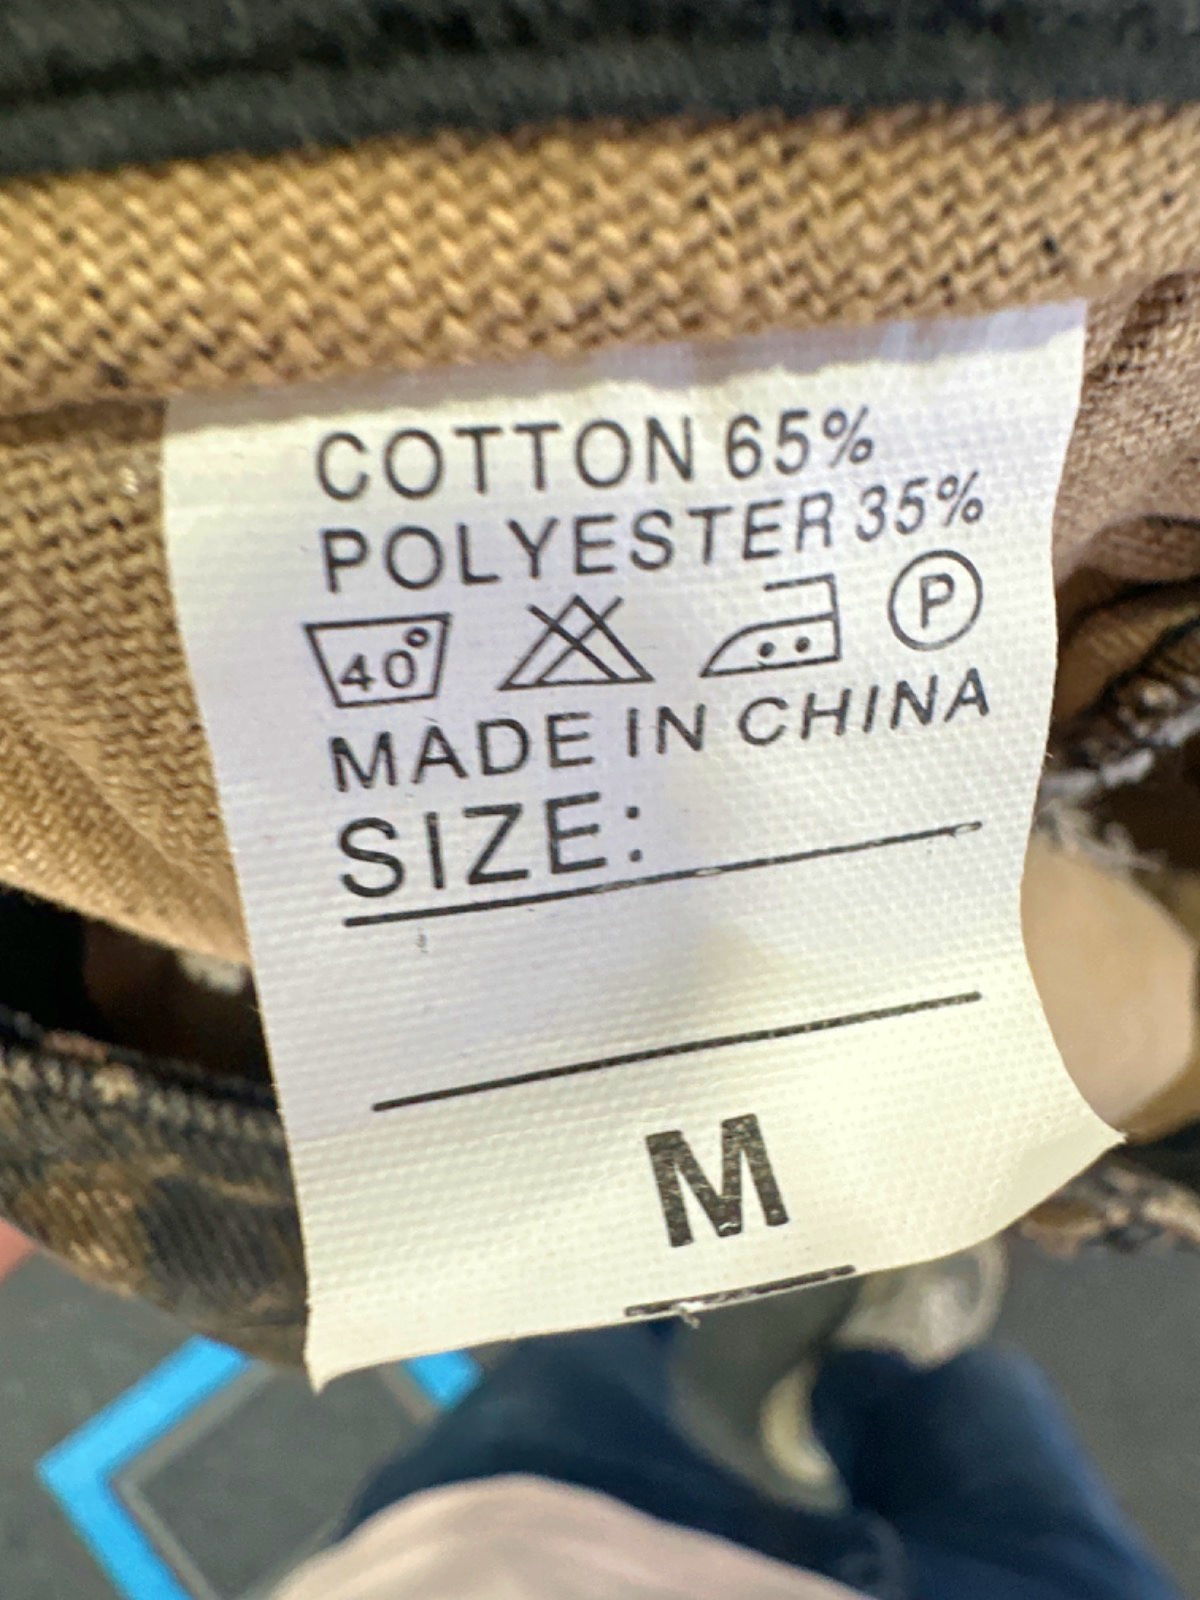 COTTON 65%
POLYESTER 35%
40° P
MADE IN CHINA
SIZE:
M